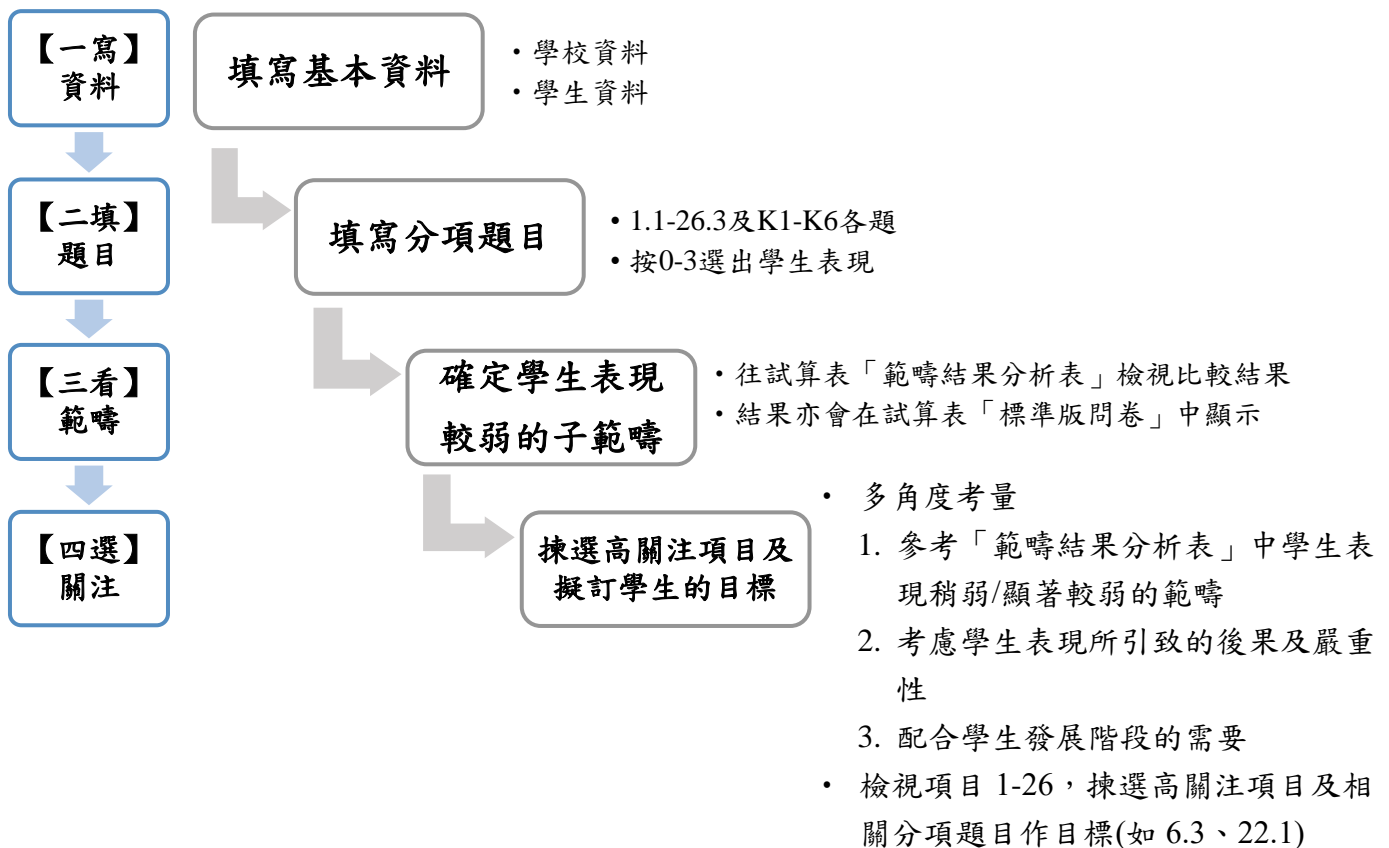 【一寫】
資料
填寫基本資料
・學校資料
・學生資料
【二填】
題目
填寫分項題目
・1.1-26.3及K1-K6各題
・按0-3選出學生表現
【三看】
範疇
確定學生表現
較弱的子範疇
・往試算表「範疇結果分析表」檢視比較結果
・結果亦會在試算表「標準版問卷」中顯示
【四選】
關注
揀選高關注項目及
擬訂學生的目標
・ 多角度考量
1. 參考「範疇結果分析表」中學生表
現稍弱/顯著較弱的範疇
2. 考慮學生表現所引致的後果及嚴重
性
3. 配合學生發展階段的需要
・ 檢視項目 1-26，揀選高關注項目及相
關分項題目作目標(如 6.3、22.1)